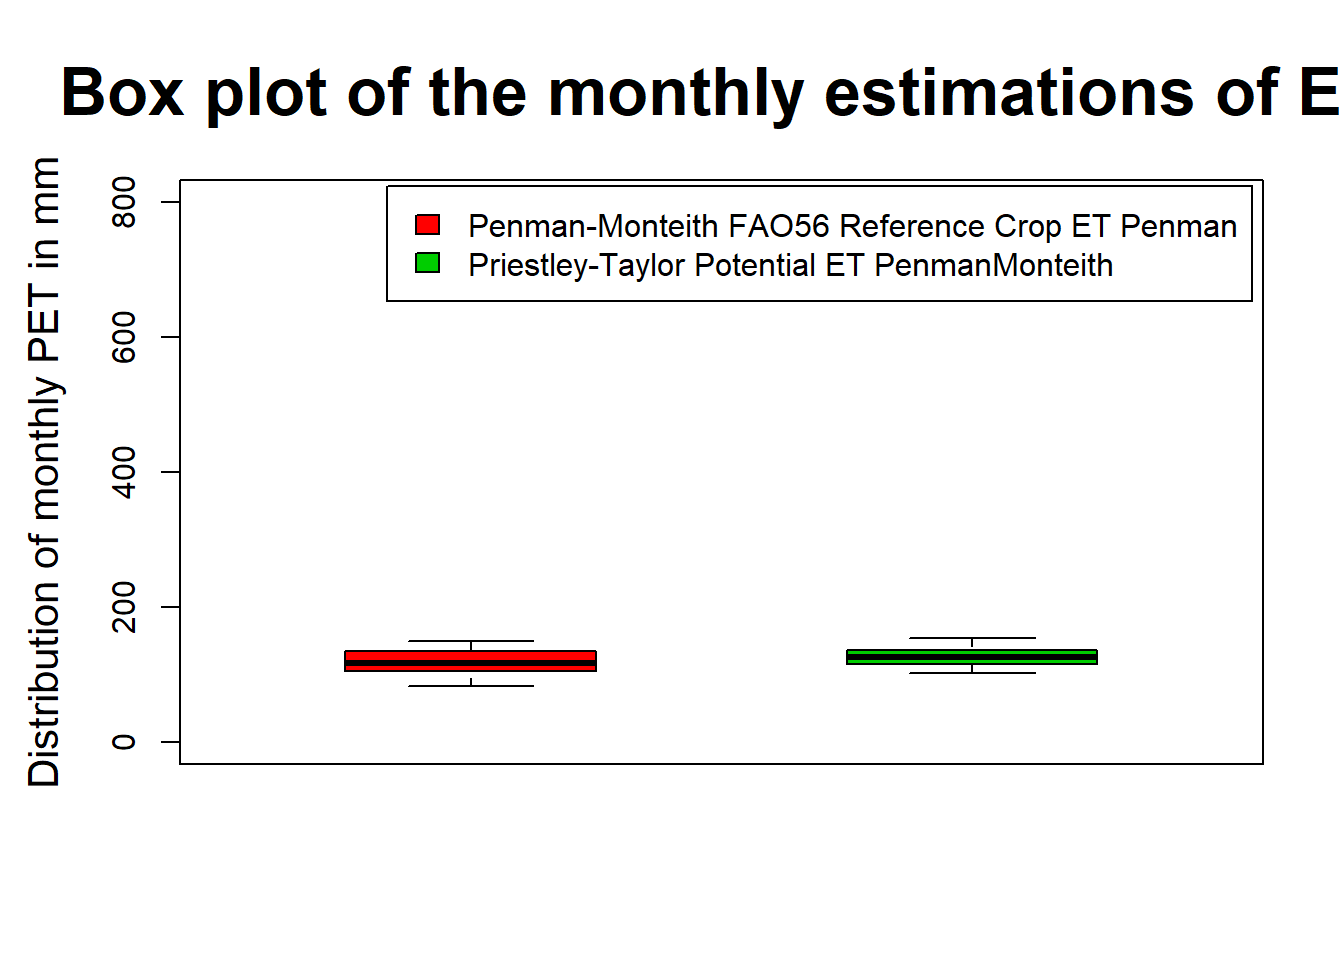 Box plot of the monthly estimations of E
Distribution of monthly PET in mm
800
600
400
200
0
Penman-Monteith FAO56 Reference Crop ET Penman
Priestley-Taylor Potential ET PenmanMonteith